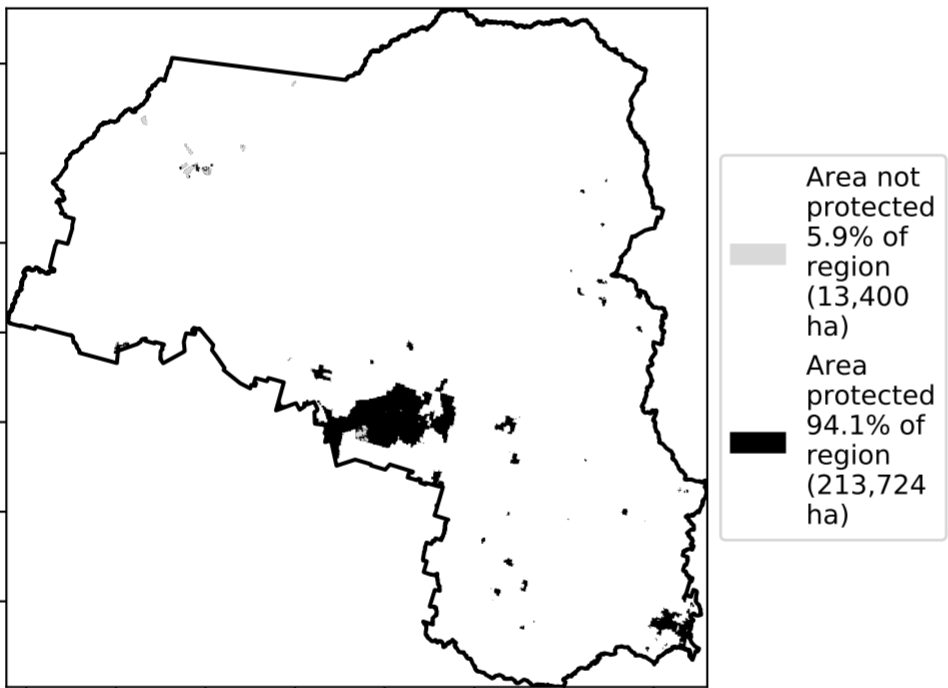 Area not
protected
5.9% of
region
(13,400
ha)
Area
protected
94.1% of
region
(213,724
ha)